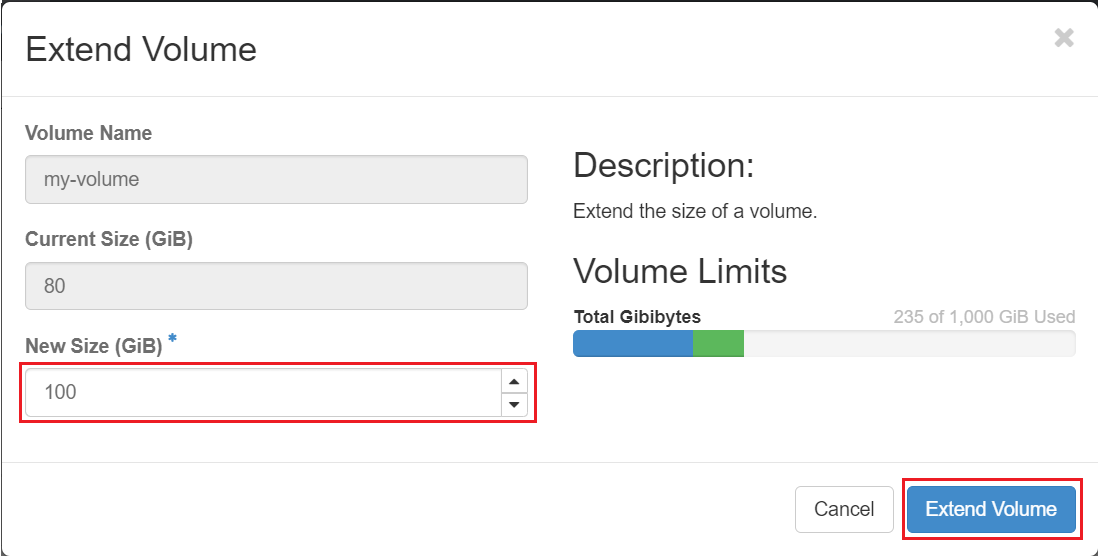 Extend Volume
×
Volume Name
my-volume
Current Size (GiB)
80
New Size (GiB) *
100
Description:
Extend the size of a volume.
Volume Limits
Total Gibibytes
235 of 1,000 GiB Used
Cancel
Extend Volume